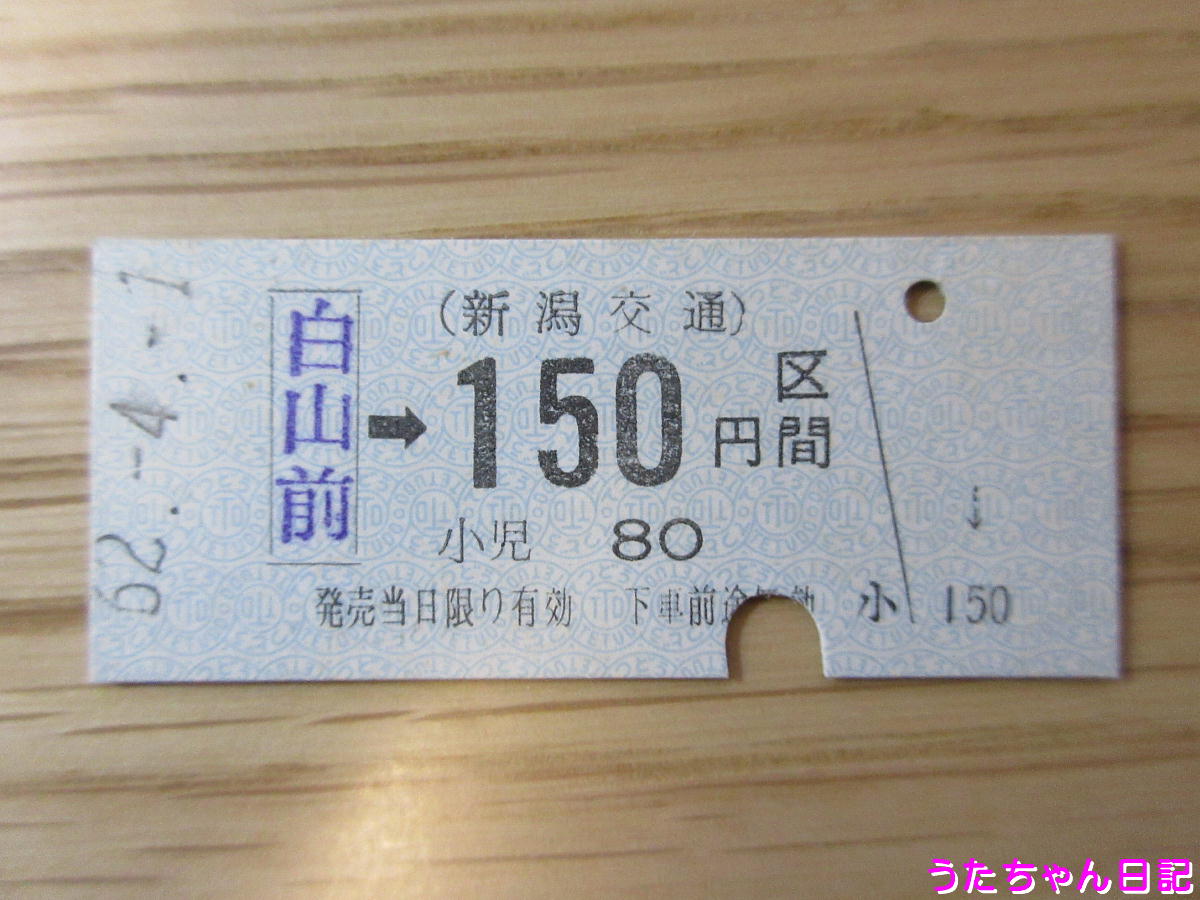 62.-4.-1
(新潟交通)
白山前 → 150円区間
小児 80
発売当日限り有効 下車前途無効
小
↓
150
うたちゃん日記